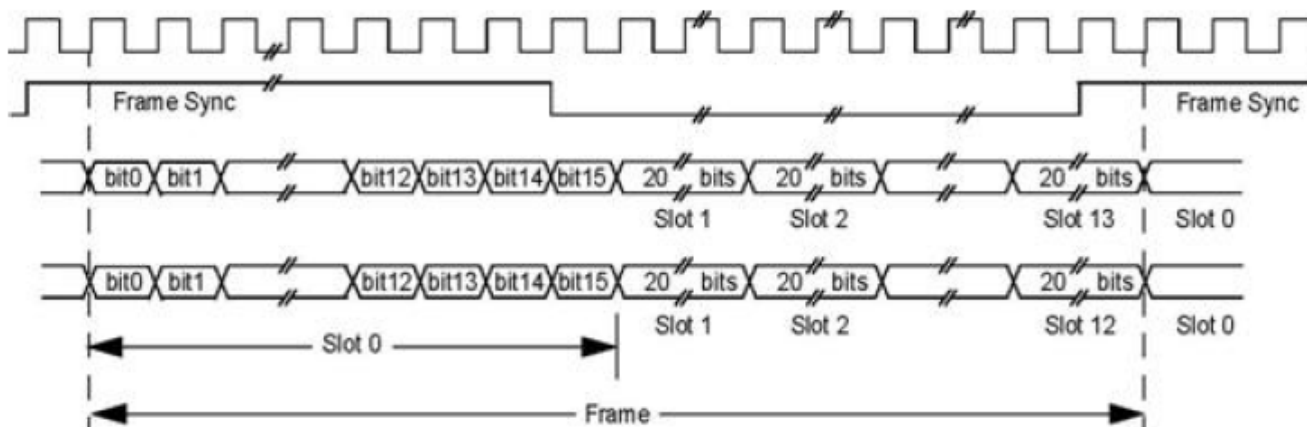 Frame Sync Frame Sync
bit0 bit1 bit12 bit13 bit14 bit15 20 bits 20 bits 20 bits
Slot 1 Slot 2 Slot 13 Slot 0
bit0 bit1 bit12 bit13 bit14 bit15 20 bits 20 bits 20 bits
Slot 1 Slot 2 Slot 12 Slot 0
Slot 0
Frame